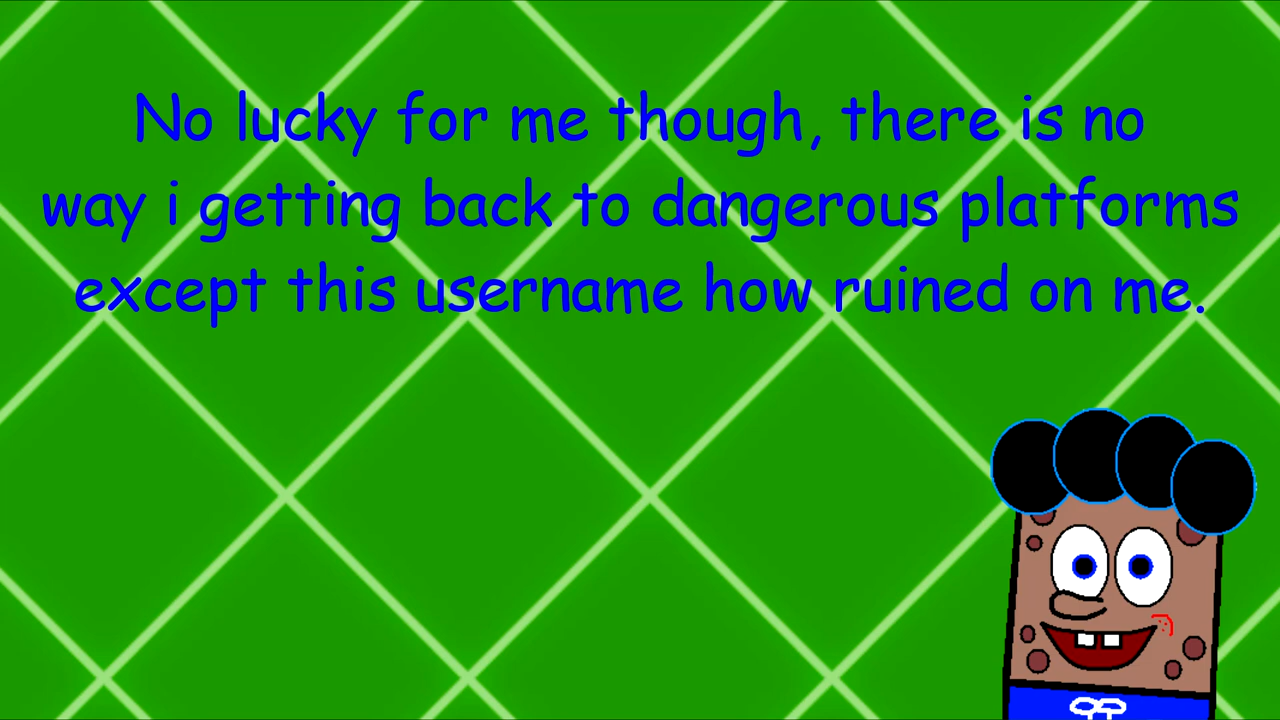 No lucky for me though, there is no
way i getting back to dangerous platforms
except this username how ruined on me.